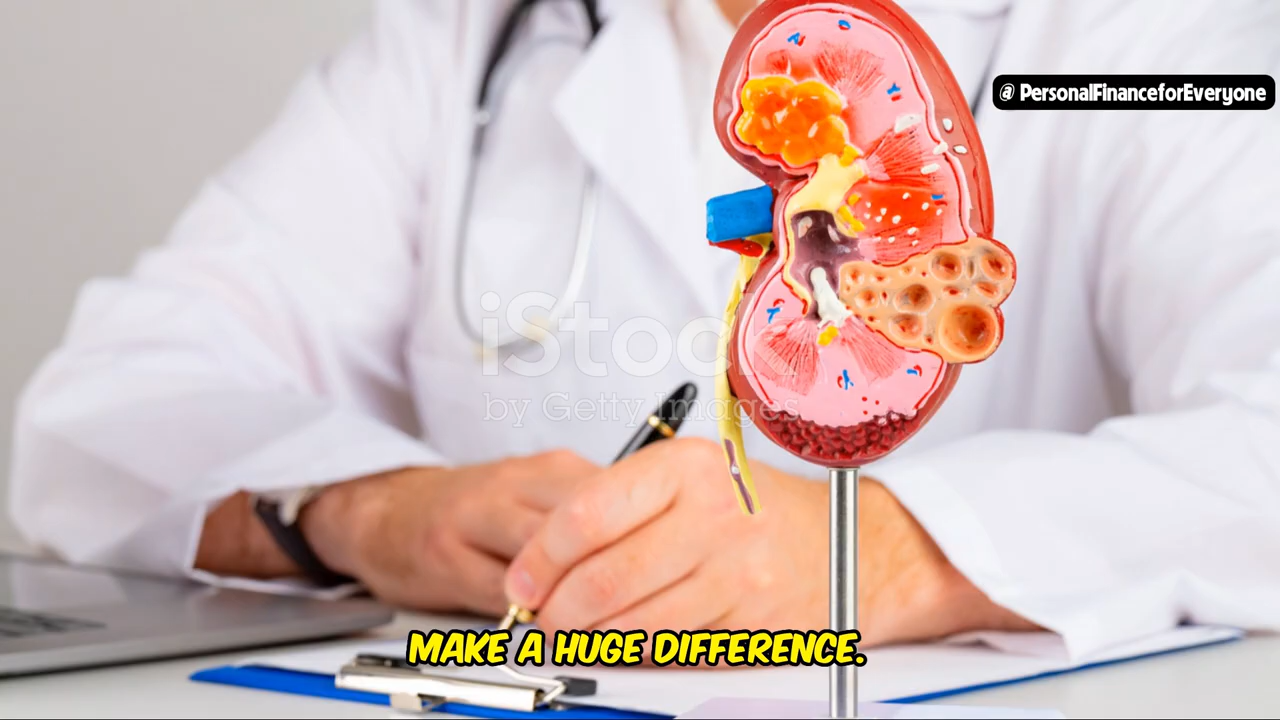 @ PersonalFinanceforEveryone
iStock
by Getty Images
MAKE A HUGE DIFFERENCE.